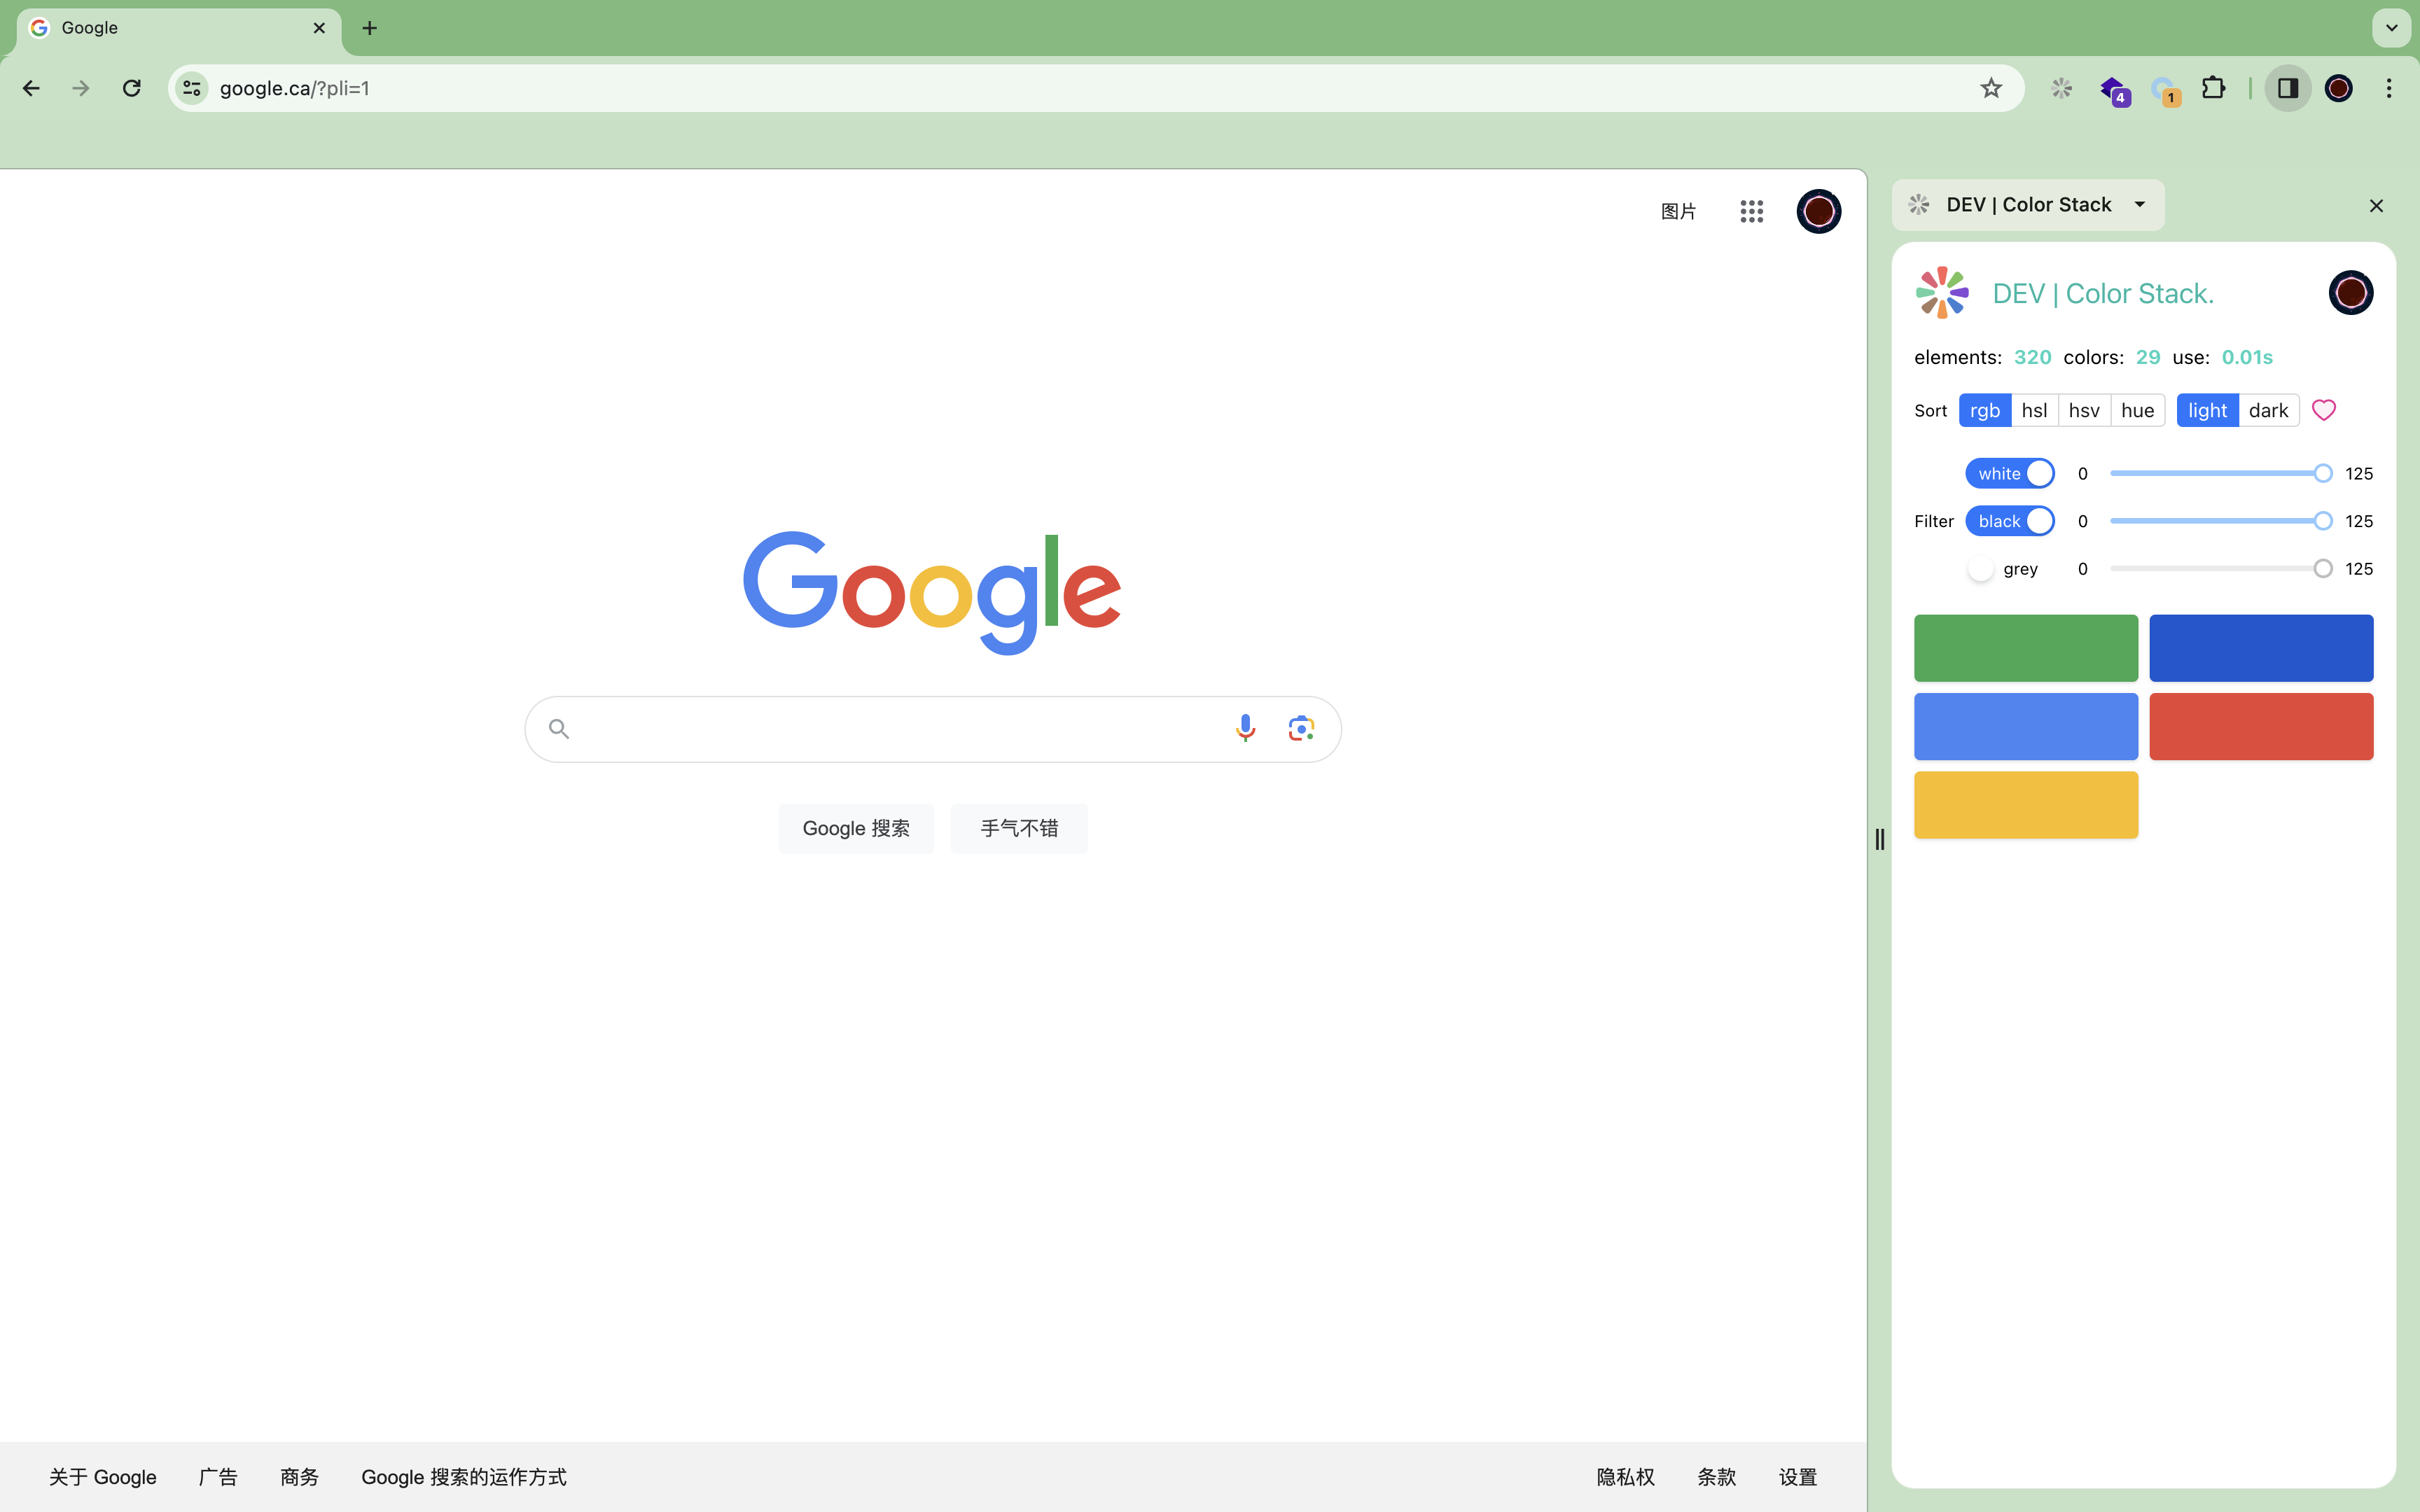 Google
google.ca/?pli=1
4
1
图片
DEV | Color Stack
DEV | Color Stack.
elements: 320 colors: 29 use: 0.01s
Sort rgb hsl hsv hue light dark
white 0 125
Filter black 0 125
grey 0 125
Google
Google 搜索 手气不错
关于 Google 广告 商务 Google 搜索的运作方式 隐私权 条款 设置